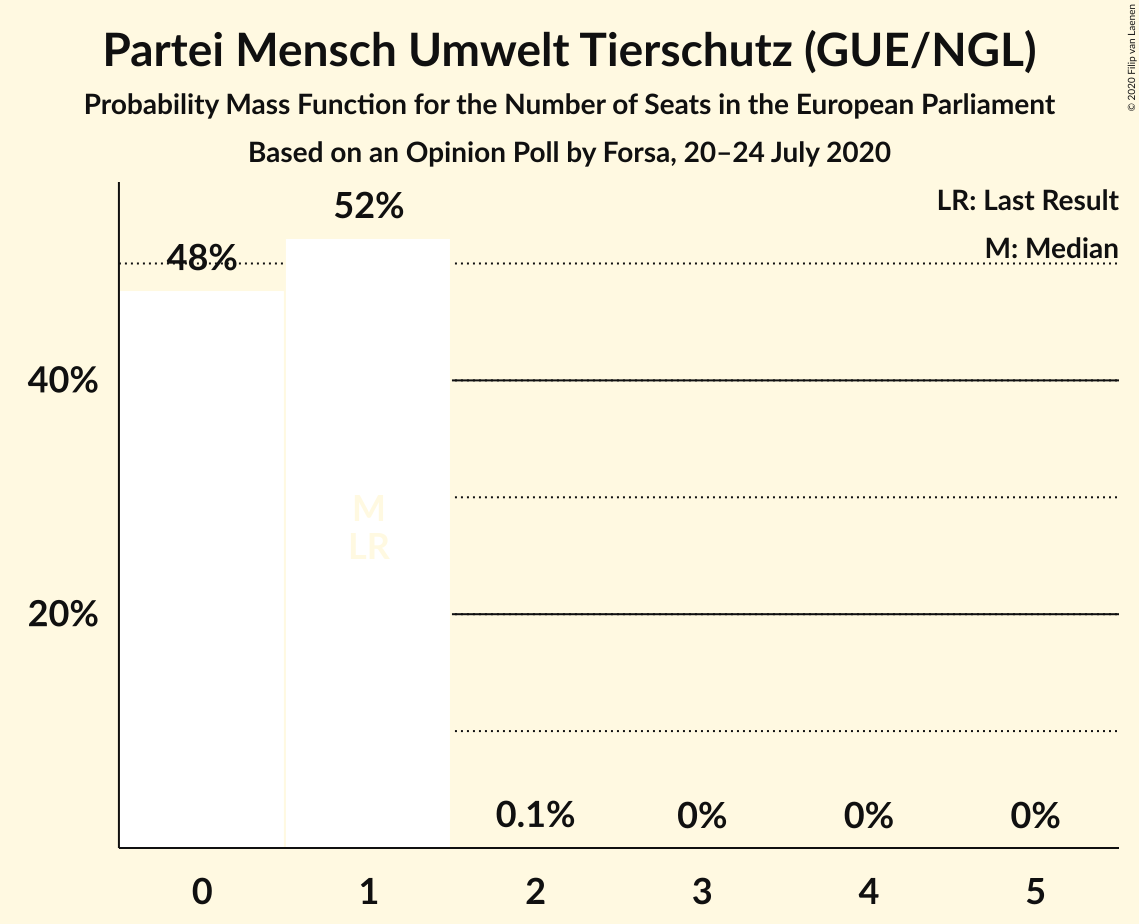 Partei Mensch Umwelt Tierschutz (GUE/NGL)
Probability Mass Function for the Number of Seats in the European Parliament
Based on an Opinion Poll by Forsa, 20–24 July 2020
© 2020 Filip van Laenen
LR: Last Result
M: Median
52%
48%
40%
M
LR
20%
0.1%
0%
0%
0%
0
1
2
3
4
5